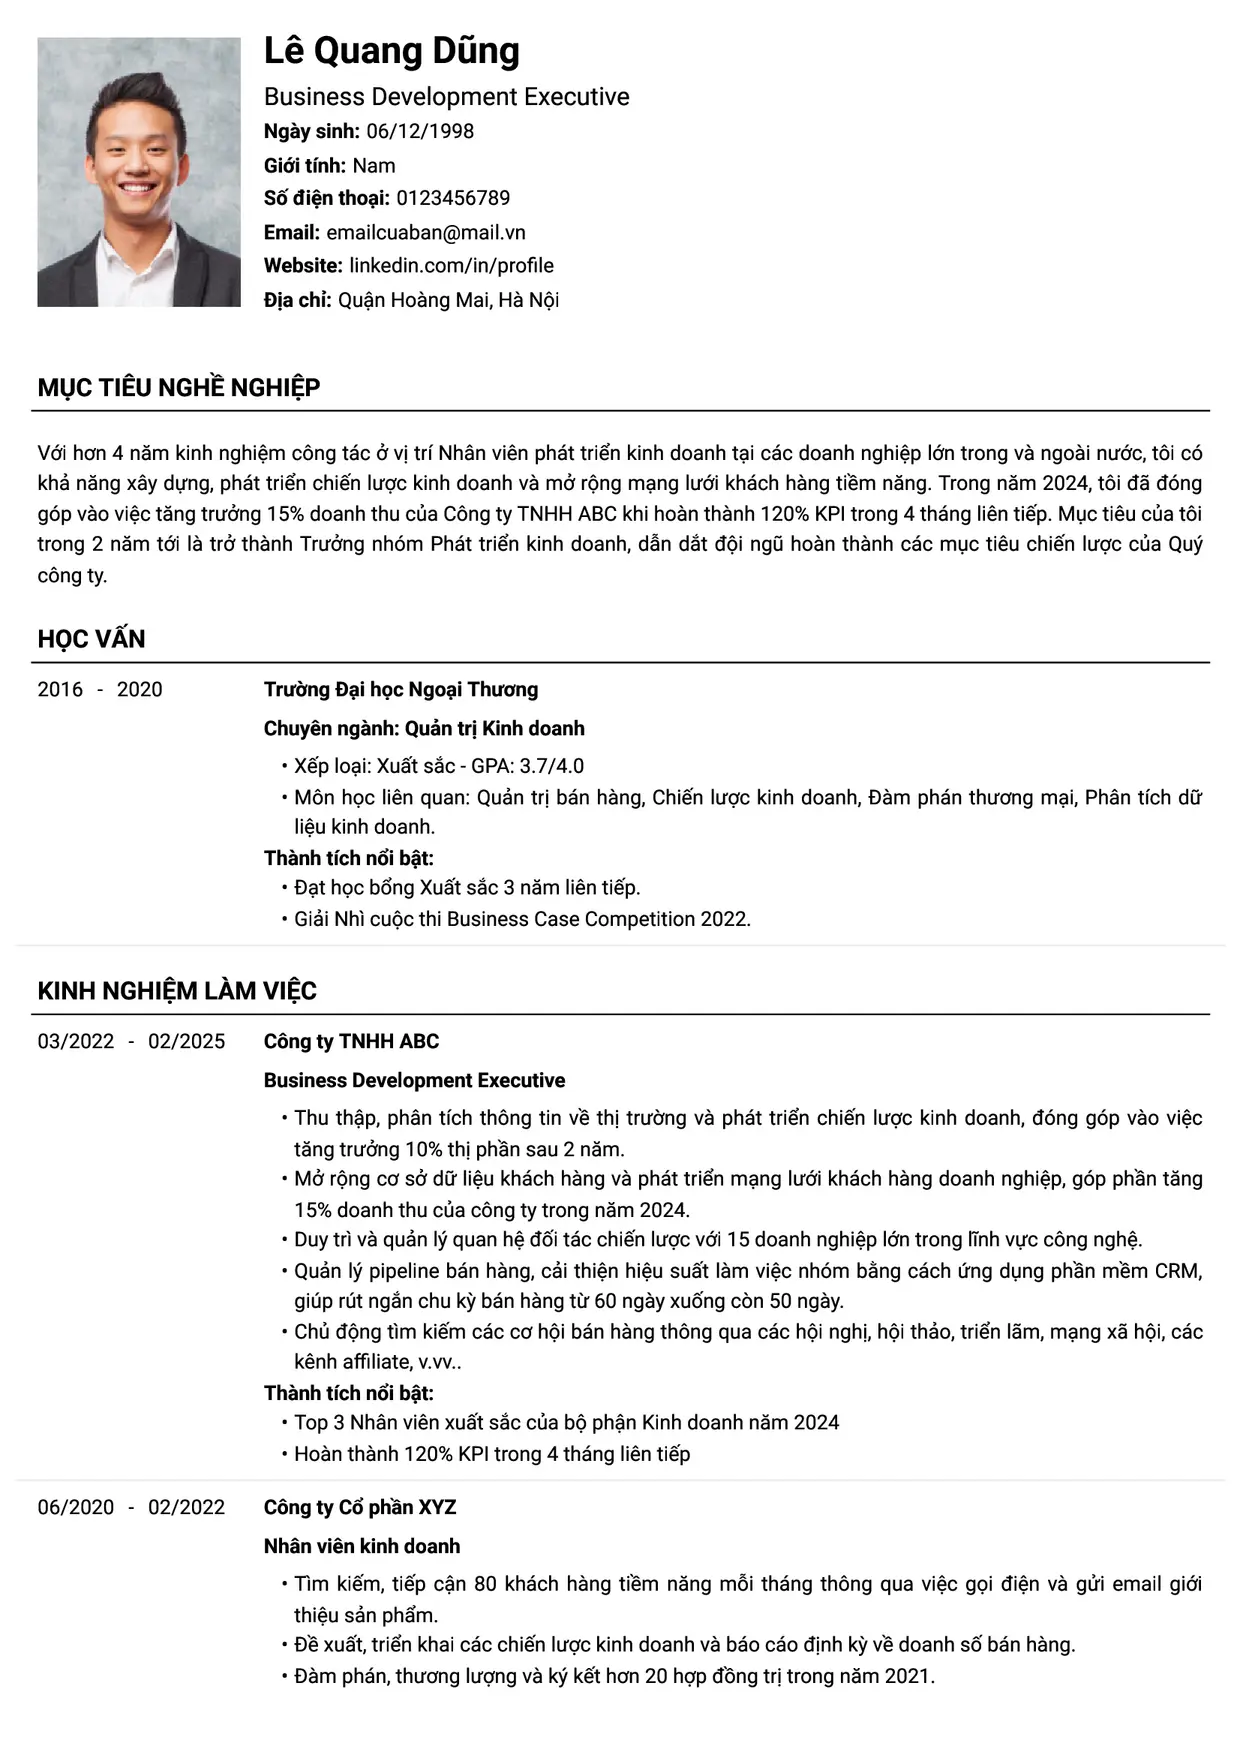 Lê Quang Dũng
Business Development Executive
Ngày sinh: 06/12/1998
Giới tính: Nam
Số điện thoại: 0123456789
Email: emailcuaban@mail.vn
Website: linkedin.com/in/profile
Địa chỉ: Quận Hoàng Mai, Hà Nội
MỤC TIÊU NGHỀ NGHIỆP
Với hơn 4 năm kinh nghiệm công tác ở vị trí Nhân viên phát triển kinh doanh tại các doanh nghiệp lớn trong và ngoài nước, tôi có
khả năng xây dựng, phát triển chiến lược kinh doanh và mở rộng mạng lưới khách hàng tiềm năng. Trong năm 2024, tôi đã đóng
góp vào việc tăng trưởng 15% doanh thu của Công ty TNHH ABC khi hoàn thành 120% KPI trong 4 tháng liên tiếp. Mục tiêu của tôi
trong 2 năm tới là trở thành Trưởng nhóm Phát triển kinh doanh, dẫn dắt đội ngũ hoàn thành các mục tiêu chiến lược của Quý
công ty.
HỌC VẤN
2016 - 2020 Trường Đại học Ngoại Thương
Chuyên ngành: Quản trị Kinh doanh
• Xếp loại: Xuất sắc - GPA: 3.7/4.0
• Môn học liên quan: Quản trị bán hàng, Chiến lược kinh doanh, Đàm phán thương mại, Phân tích dữ
liệu kinh doanh.
Thành tích nổi bật:
• Đạt học bổng Xuất sắc 3 năm liên tiếp.
• Giải Nhì cuộc thi Business Case Competition 2022.
KINH NGHIỆM LÀM VIỆC
03/2022 - 02/2025 Công ty TNHH ABC
Business Development Executive
• Thu thập, phân tích thông tin về thị trường và phát triển chiến lược kinh doanh, đóng góp vào việc
tăng trưởng 10% thị phần sau 2 năm.
• Mở rộng cơ sở dữ liệu khách hàng và phát triển mạng lưới khách hàng doanh nghiệp, góp phần tăng
15% doanh thu của công ty trong năm 2024.
• Duy trì và quản lý quan hệ đối tác chiến lược với 15 doanh nghiệp lớn trong lĩnh vực công nghệ.
• Quản lý pipeline bán hàng, cải thiện hiệu suất làm việc nhóm bằng cách ứng dụng phần mềm CRM,
giúp rút ngắn chu kỳ bán hàng từ 60 ngày xuống còn 50 ngày.
• Chủ động tìm kiếm các cơ hội bán hàng thông qua các hội nghị, hội thảo, triển lãm, mạng xã hội, các
kênh affiliate, v.vv..
Thành tích nổi bật:
• Top 3 Nhân viên xuất sắc của bộ phận Kinh doanh năm 2024
• Hoàn thành 120% KPI trong 4 tháng liên tiếp
06/2020 - 02/2022 Công ty Cổ phần XYZ
Nhân viên kinh doanh
• Tìm kiếm, tiếp cận 80 khách hàng tiềm năng mỗi tháng thông qua việc gọi điện và gửi email giới
thiệu sản phẩm.
• Đề xuất, triển khai các chiến lược kinh doanh và báo cáo định kỳ về doanh số bán hàng.
• Đàm phán, thương lượng và ký kết hơn 20 hợp đồng trị trong năm 2021.